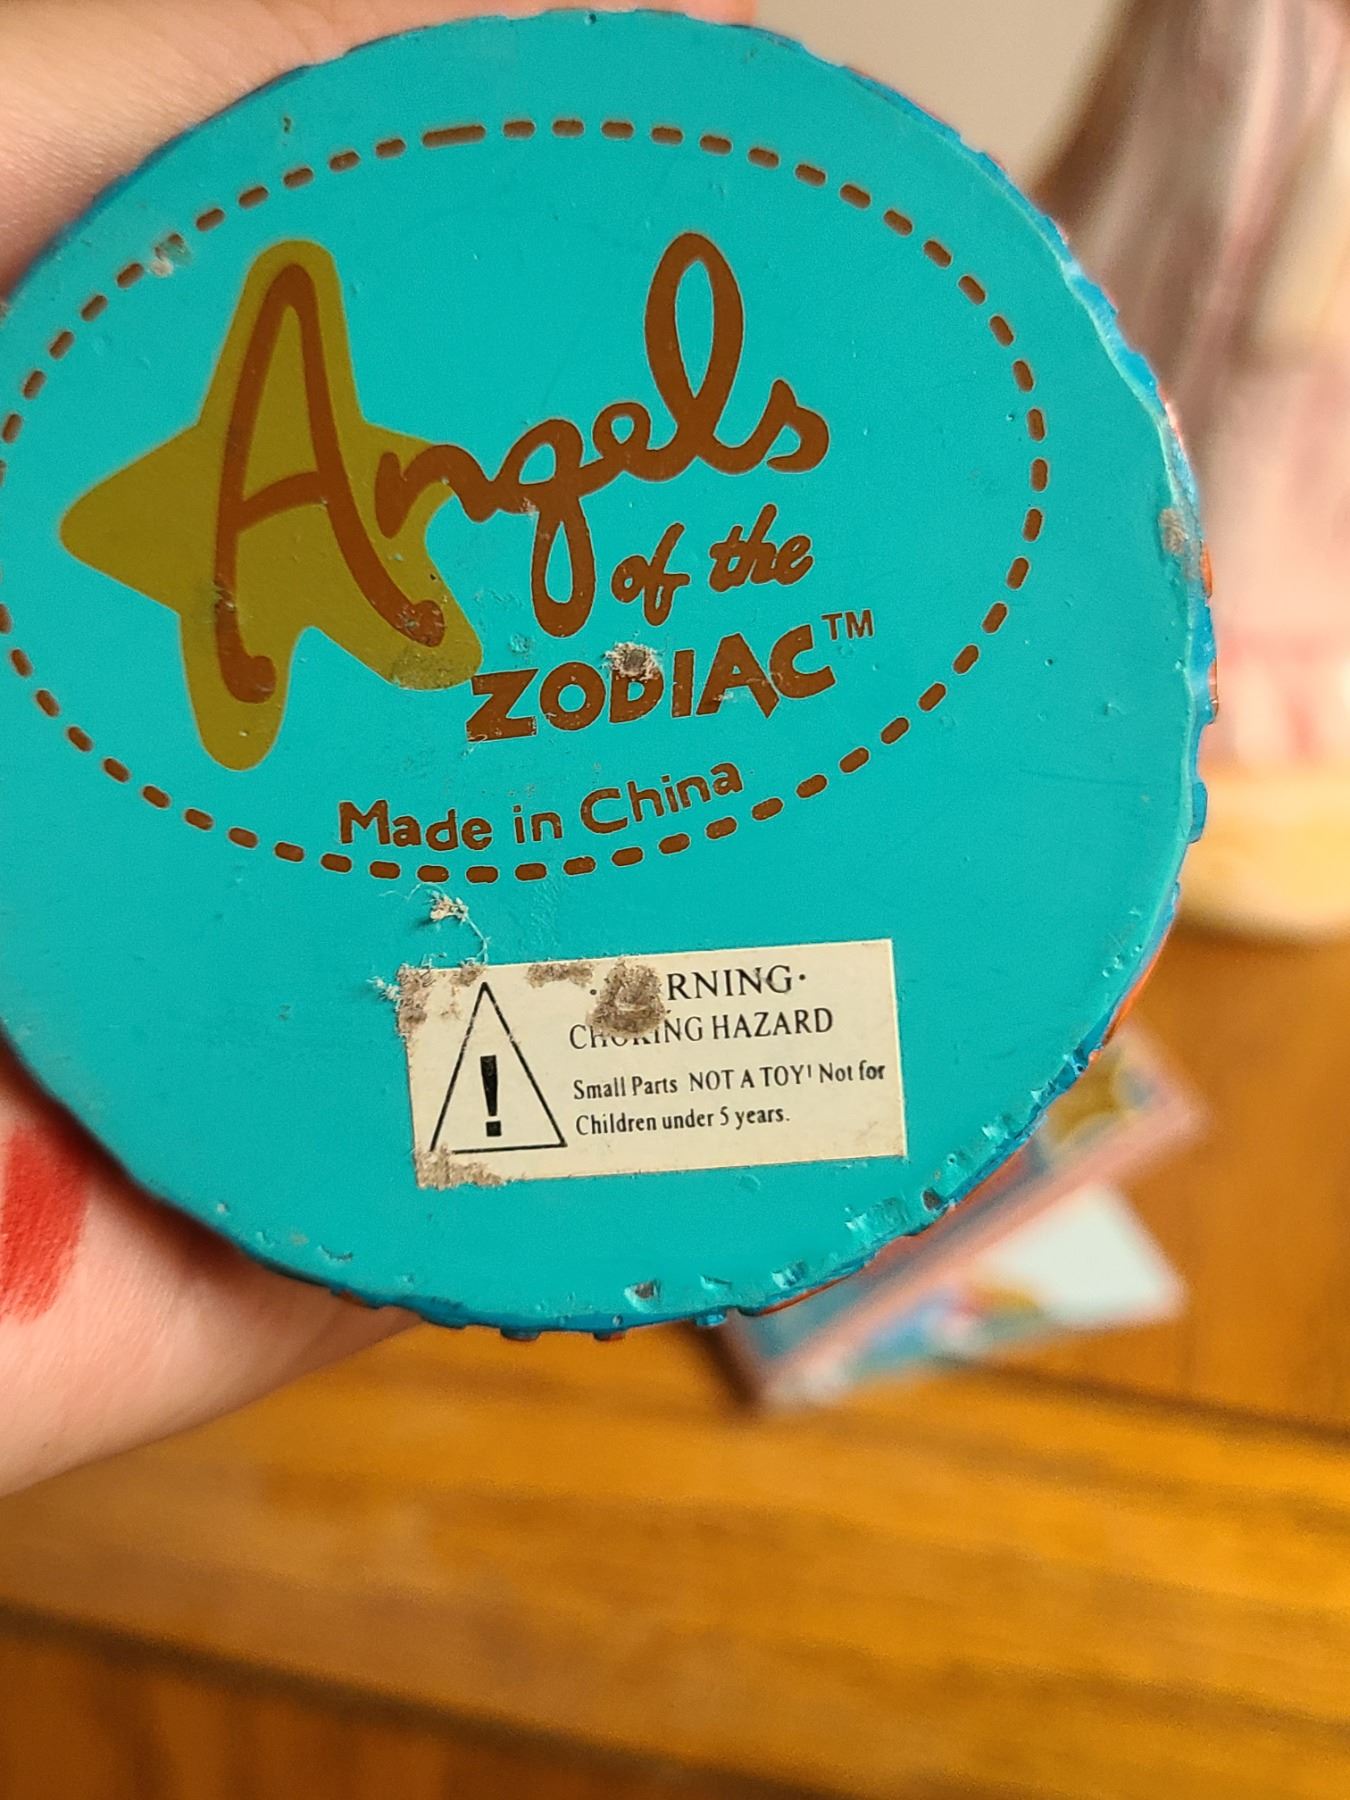 Angels
of the
ZODIAC™
Made in China
RNING·
CHOKING HAZARD
Small Parts NOT A TOY! Not for
Children under 5 years.